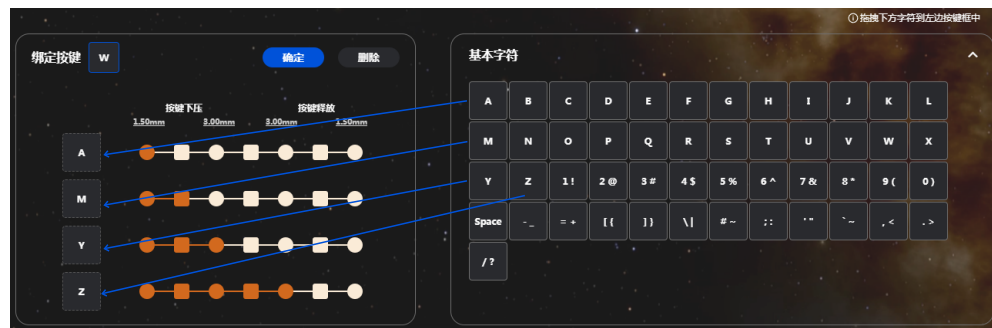 ⓘ 拖拽下方字符到左边按键框中
绑定按键 W 确定 删除
基本字符
按键下压 按键释放
1.50mm 3.00mm 3.00mm 1.50mm
A
M
Y
Z
A B C D E F G H I J K L
M N O P Q R S T U V W X
Y Z 1! 2@ 3# 4$ 5% 6^ 7& 8* 9( 0)
Space -_ =+ [{ ]} \| #~ ;: '" `~ ,< .>
/?